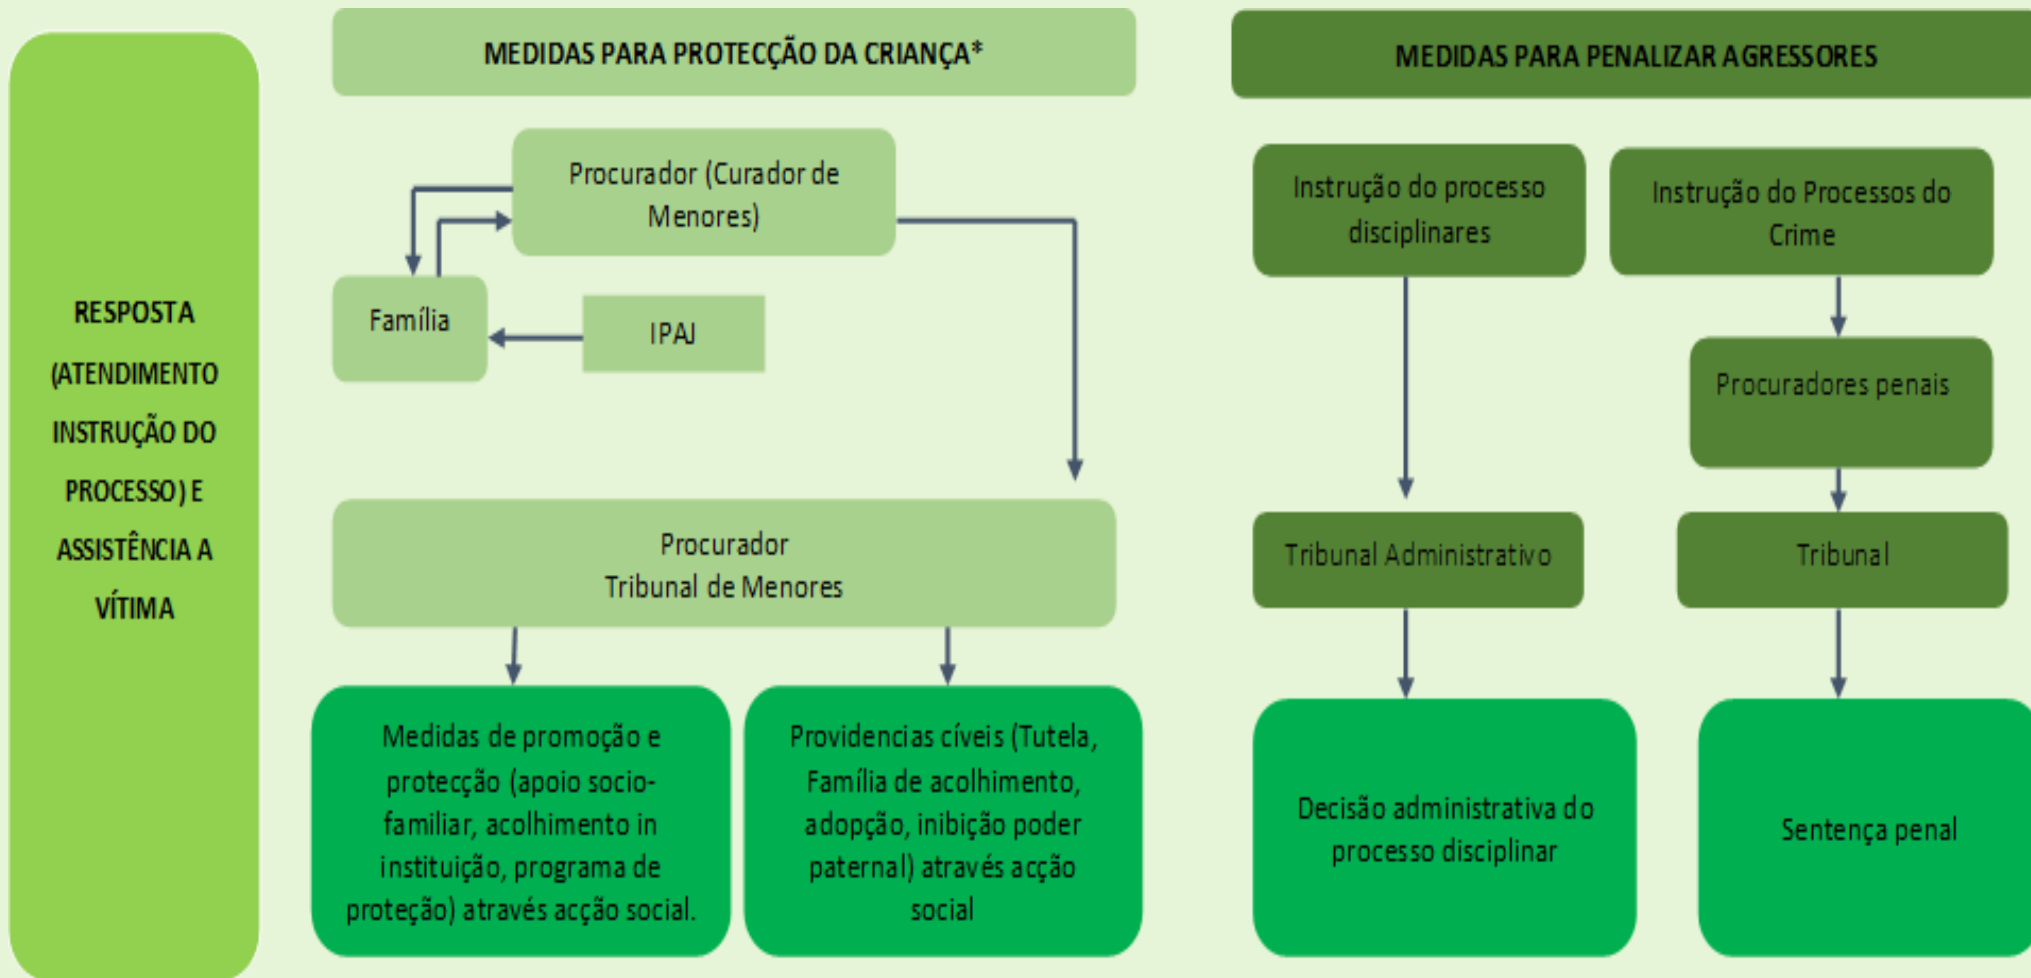 RESPOSTA
(ATENDIMENTO
INSTRUÇÃO DO
PROCESSO) E
ASSISTÊNCIA A
VÍTIMA
MEDIDAS PARA PROTECÇÃO DA CRIANÇA*
Procurador (Curador de
Menores)
Família
IPAJ
Procurador
Tribunal de Menores
Medidas de promoção e
protecção (apoio socio-
familiar, acolhimento in
instituição, programa de
proteção) através acção social.
Providencias cíveis (Tutela,
Família de acolhimento,
adopção, inibição poder
paternal) através acção
social
MEDIDAS PARA PENALIZAR AGRESSORES
Instrução do processo
disciplinares
Tribunal Administrativo
Decisão administrativa do
processo disciplinar
Instrução do Processos do
Crime
Procuradores penais
Tribunal
Sentença penal